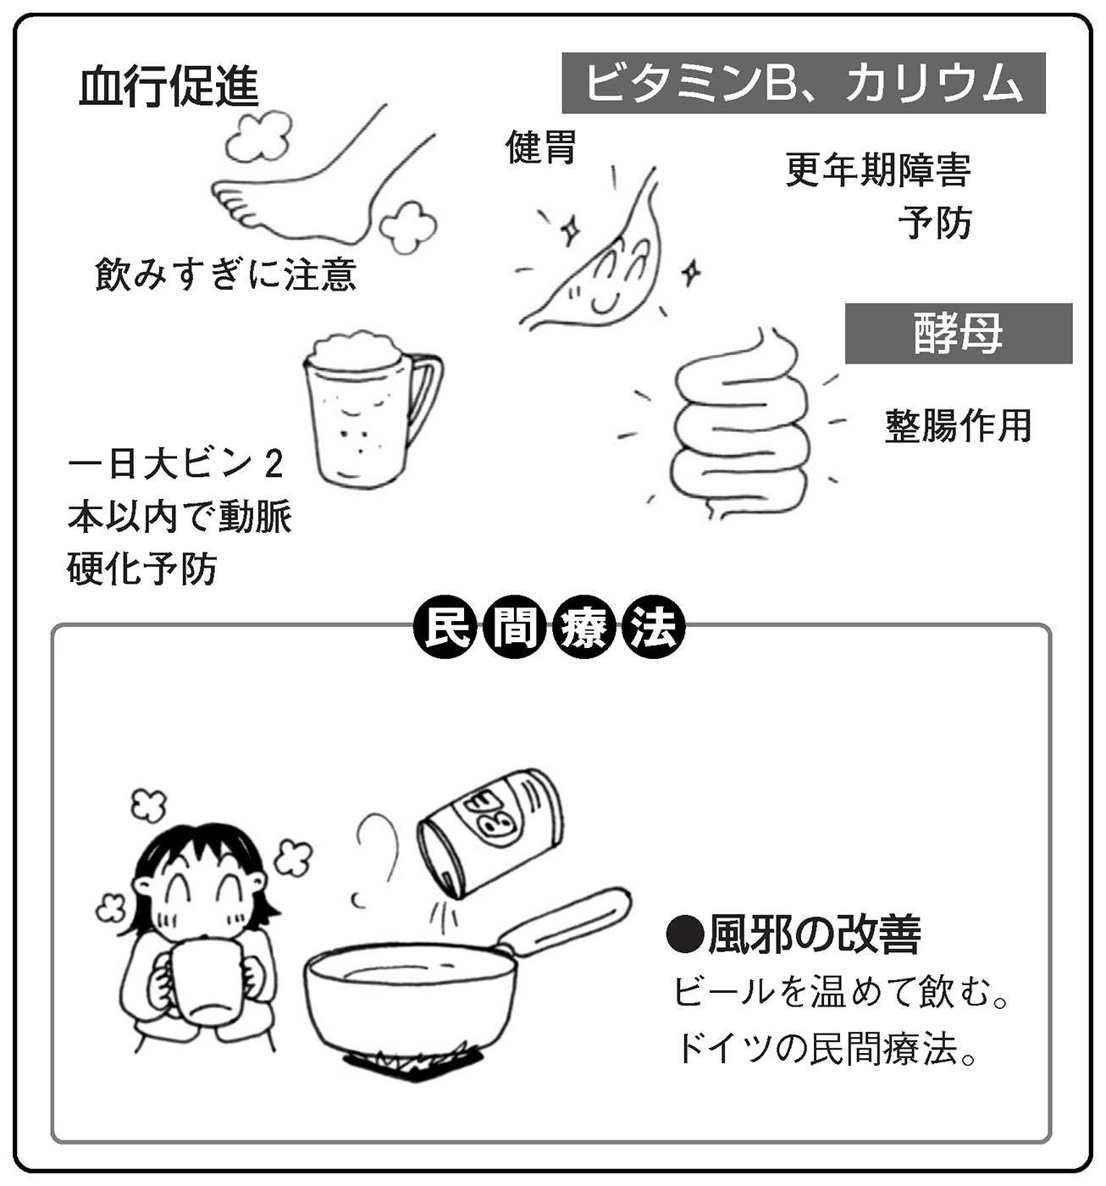 血行促進
ビタミンB、カリウム
健胃
更年期障害
予防
飲みすぎに注意
酵母
整腸作用
一日大ビン2
本以内で動脈
硬化予防
民間療法
BE
●風邪の改善
ビールを温めて飲む。
ドイツの民間療法。